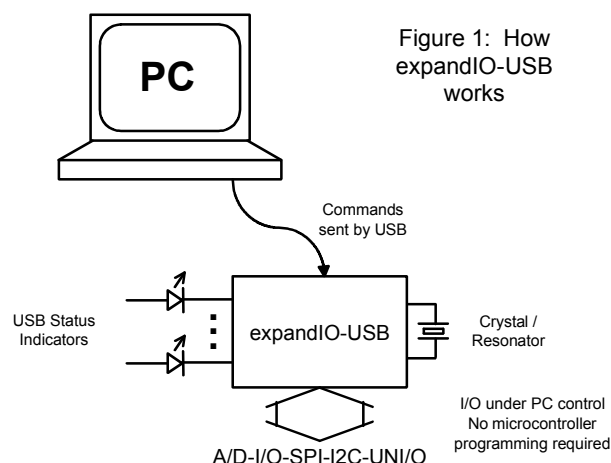 PC
Figure 1: How
expandIO-USB
works
Commands
sent by USB
USB Status
Indicators
expandIO-USB
Crystal /
Resonator
I/O under PC control
No microcontroller
programming required
A/D-I/O-SPI-I2C-UNI/O